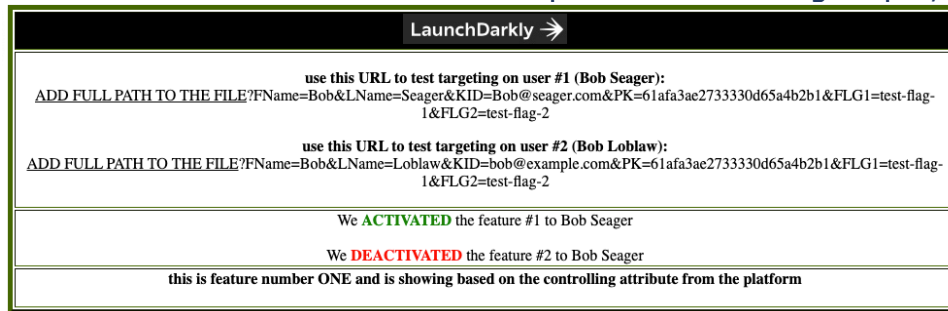 LaunchDarkly
use this URL to test targeting on user #1 (Bob Seager):
ADD FULL PATH TO THE FILE?FName=Bob&LName=Seager&KID=Bob@seager.com&PK=61afa3ae2733330d65a4b2b1&FLG1=test-flag-
1&FLG2=test-flag-2
use this URL to test targeting on user #2 (Bob Loblaw):
ADD FULL PATH TO THE FILE?FName=Bob&LName=Loblaw&KID=bob@example.com&PK=61afa3ae2733330d65a4b2b1&FLG1=test-flag-
1&FLG2=test-flag-2
We ACTIVATED the feature #1 to Bob Seager
We DEACTIVATED the feature #2 to Bob Seager
this is feature number ONE and is showing based on the controlling attribute from the platform